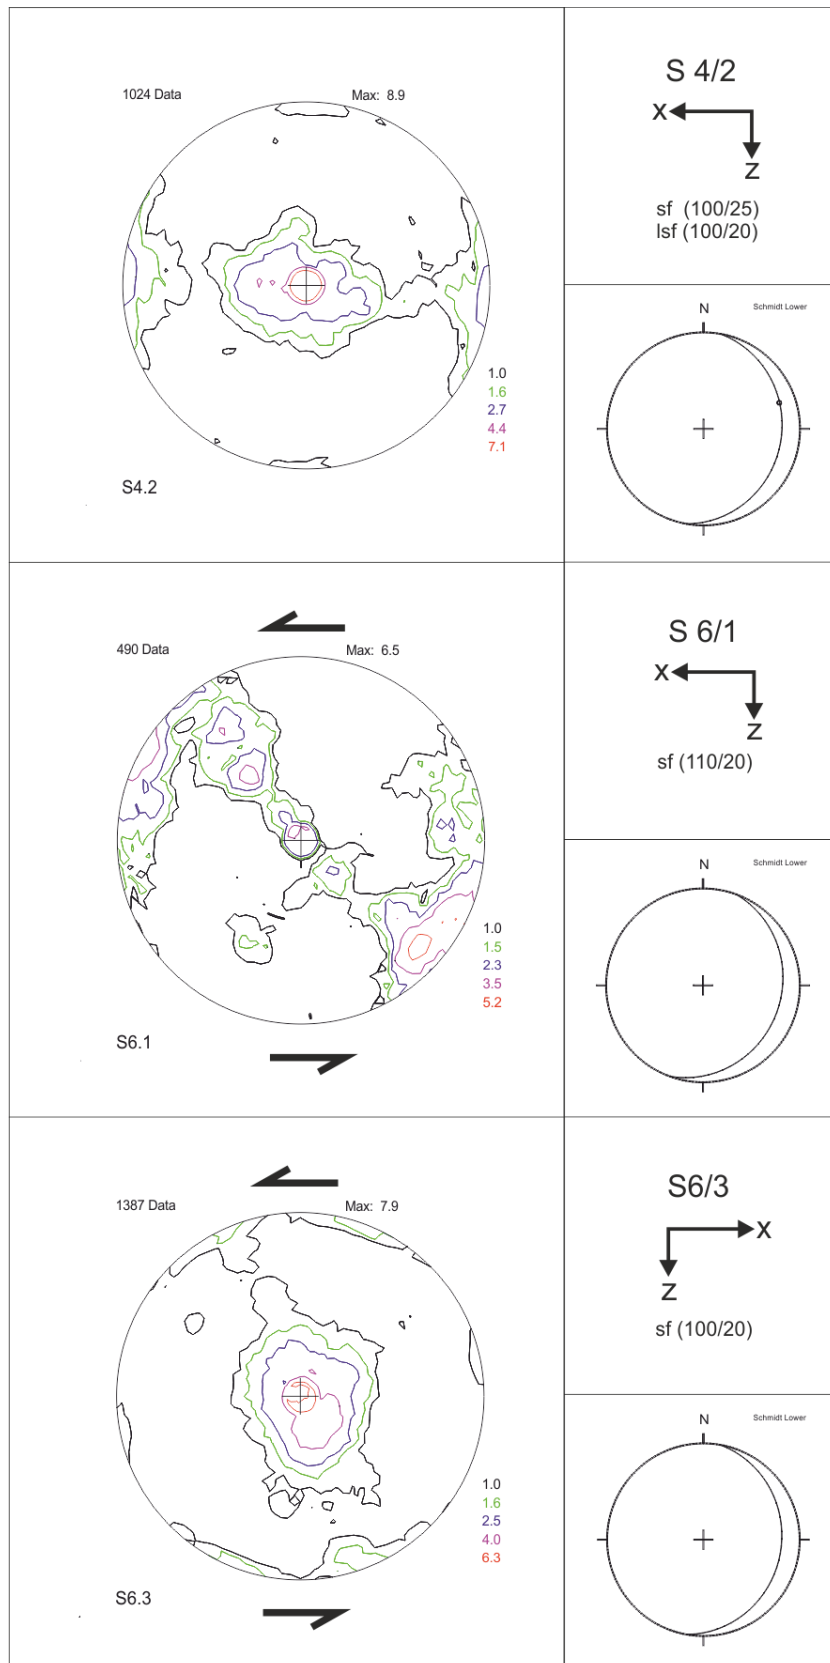 1024 Data
Max: 8.9
1.0
1.6
2.7
4.4
7.1
S4.2
S 4/2
X
Z
sf (100/25)
lsf (100/20)
N
Schmidt Lower
490 Data
Max: 6.5
1.0
1.5
2.3
3.5
5.2
S6.1
S 6/1
X
Z
sf (110/20)
N
Schmidt Lower
1387 Data
Max: 7.9
1.0
1.6
2.5
4.0
6.3
S6.3
S6/3
X
Z
sf (100/20)
N
Schmidt Lower